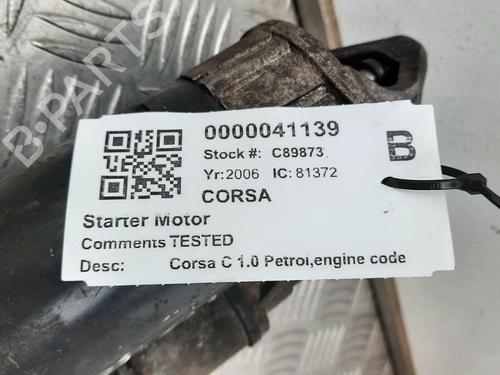 0000041139
Stock #: C89873
B
Yr:2006 IC:81372
CORSA
Starter Motor
Comments TESTED
Desc: Corsa C 1.0 Petrol,engine code
B-PARTS